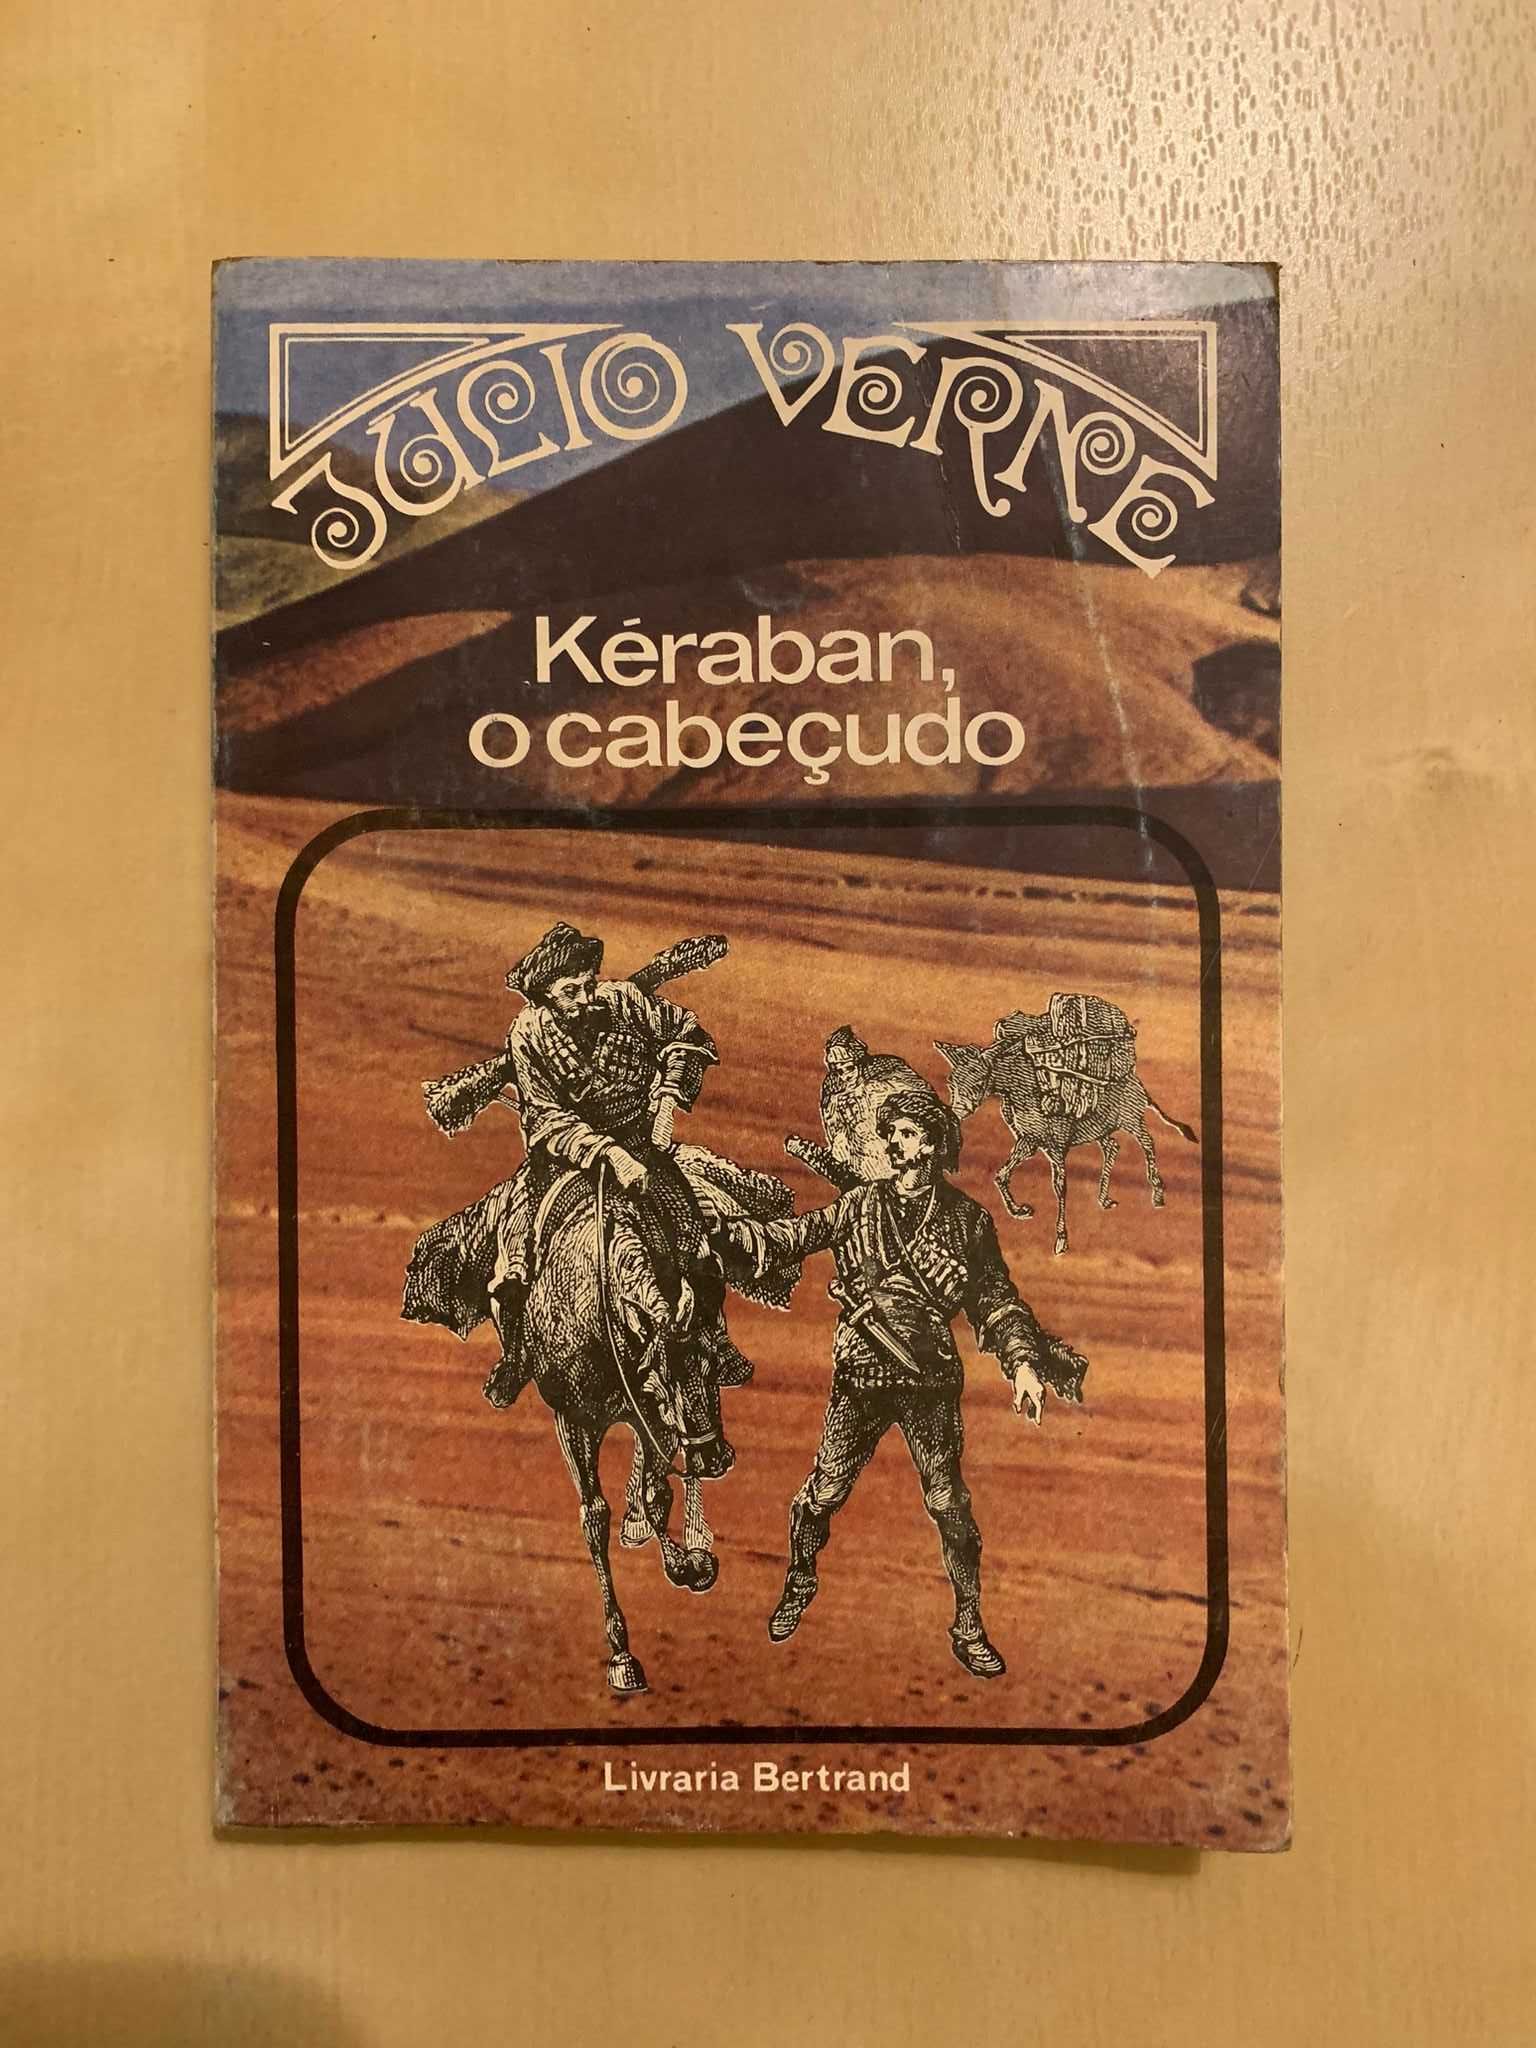 JULIO VERNE
Kéraban,
o cabeçudo
Livraria Bertrand